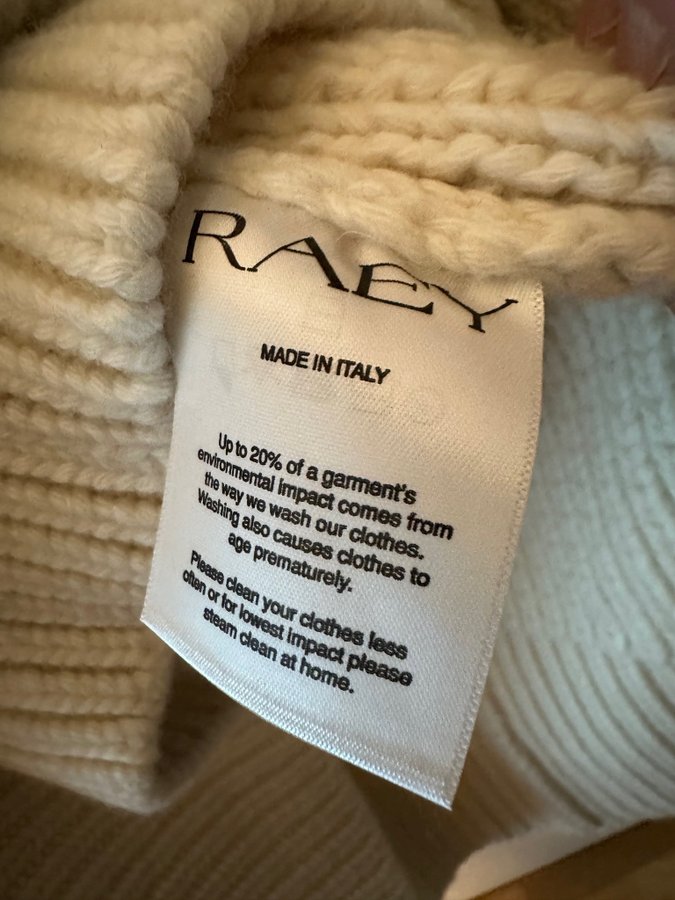 RAEY
MADE IN ITALY
Up to 20% of a garment's
environmental impact comes from
the way we wash our clothes.
Washing also causes clothes to
age prematurely.
Please clean your clothes less
often or for lowest impact please
steam clean at home.